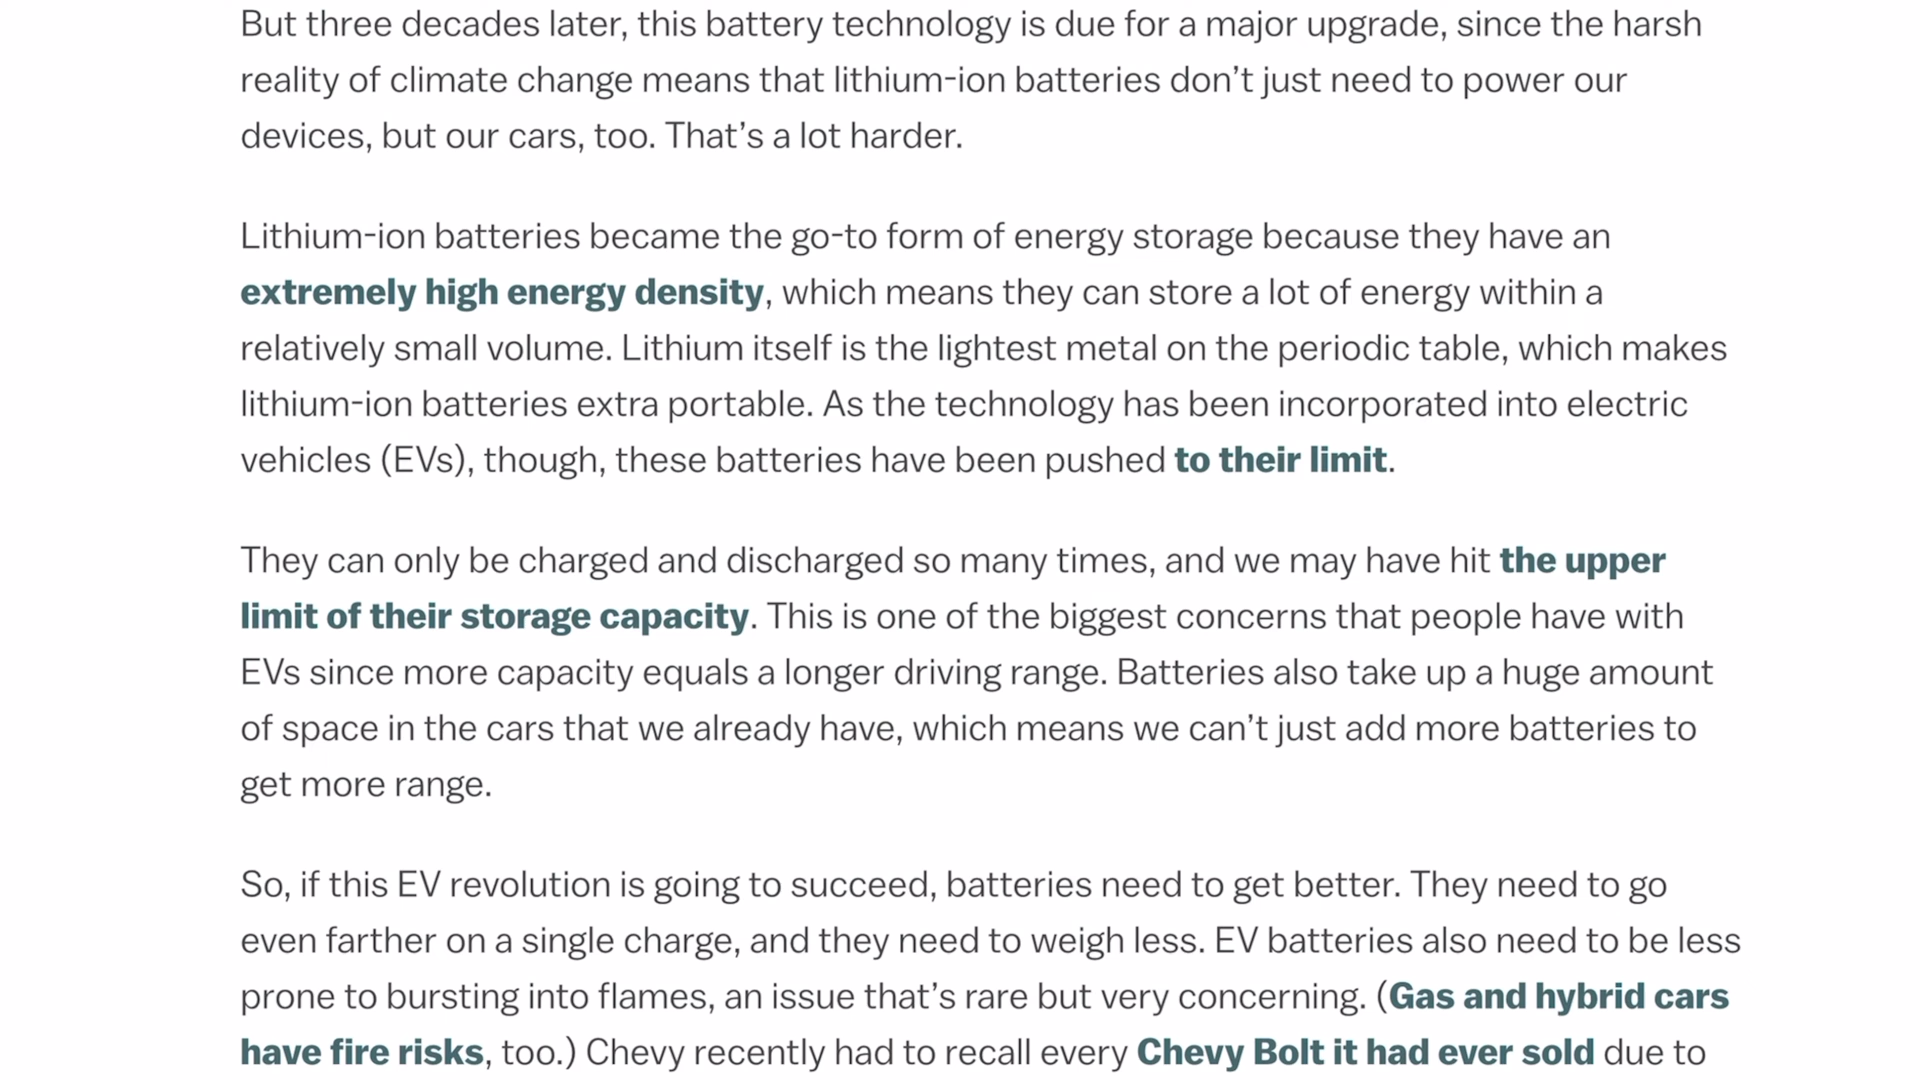 But three decades later, this battery technology is due for a major upgrade, since the harsh
reality of climate change means that lithium-ion batteries don’t just need to power our
devices, but our cars, too. That’s a lot harder.
Lithium-ion batteries became the go-to form of energy storage because they have an
extremely high energy density, which means they can store a lot of energy within a
relatively small volume. Lithium itself is the lightest metal on the periodic table, which makes
lithium-ion batteries extra portable. As the technology has been incorporated into electric
vehicles (EVs), though, these batteries have been pushed to their limit.
They can only be charged and discharged so many times, and we may have hit the upper
limit of their storage capacity. This is one of the biggest concerns that people have with
EVs since more capacity equals a longer driving range. Batteries also take up a huge amount
of space in the cars that we already have, which means we can’t just add more batteries to
get more range.
So, if this EV revolution is going to succeed, batteries need to get better. They need to go
even farther on a single charge, and they need to weigh less. EV batteries also need to be less
prone to bursting into flames, an issue that’s rare but very concerning. (Gas and hybrid cars
have fire risks, too.) Chevy recently had to recall every Chevy Bolt it had ever sold due to